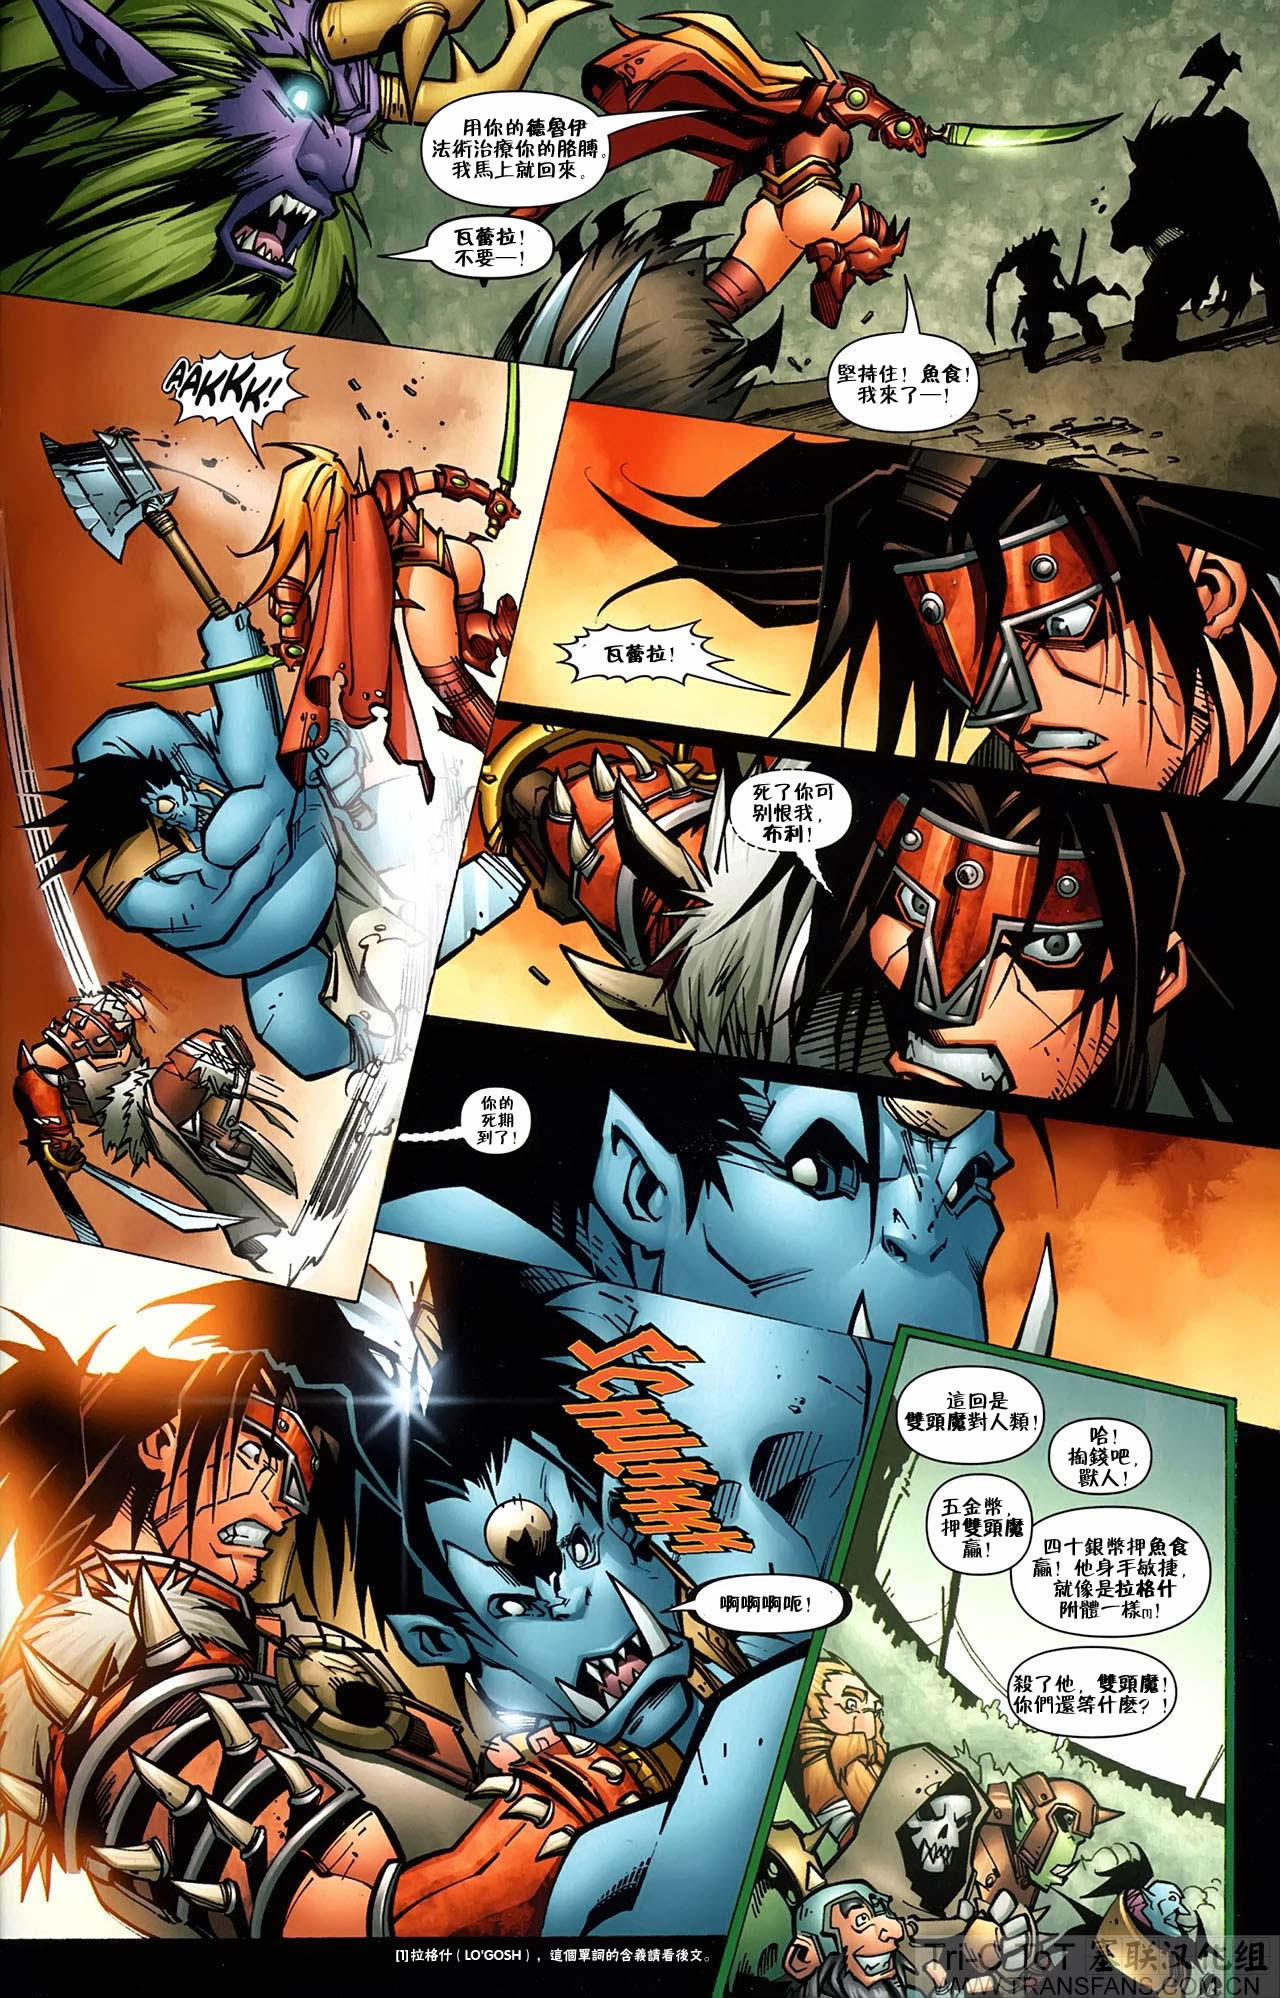 用你的德魯伊
法術治療你的胳膊。
我馬上就回來。
瓦蕾拉！
不要—！
堅持住！魚食！
我來了—！
AAKKK!
瓦蕾拉！
死了你可
别恨我，
布利！
你的
死期
到了！
SCHUKKKK
啊啊啊呃！
這回是
雙頭魔對人類！
哈！
掏錢吧，
獸人！
五金幣，
押雙頭魔
贏！
四十銀幣押魚食
贏！他身手敏捷，
就像是拉格什
附體一樣[1]！
殺了他，雙頭魔！
你們還等什麼？！
[1]拉格什（LO'GOSH），這個單詞的含義請看後文。
Tri-C IoT 塞联汉化组
WWW.TRANSFANS.COM.CN